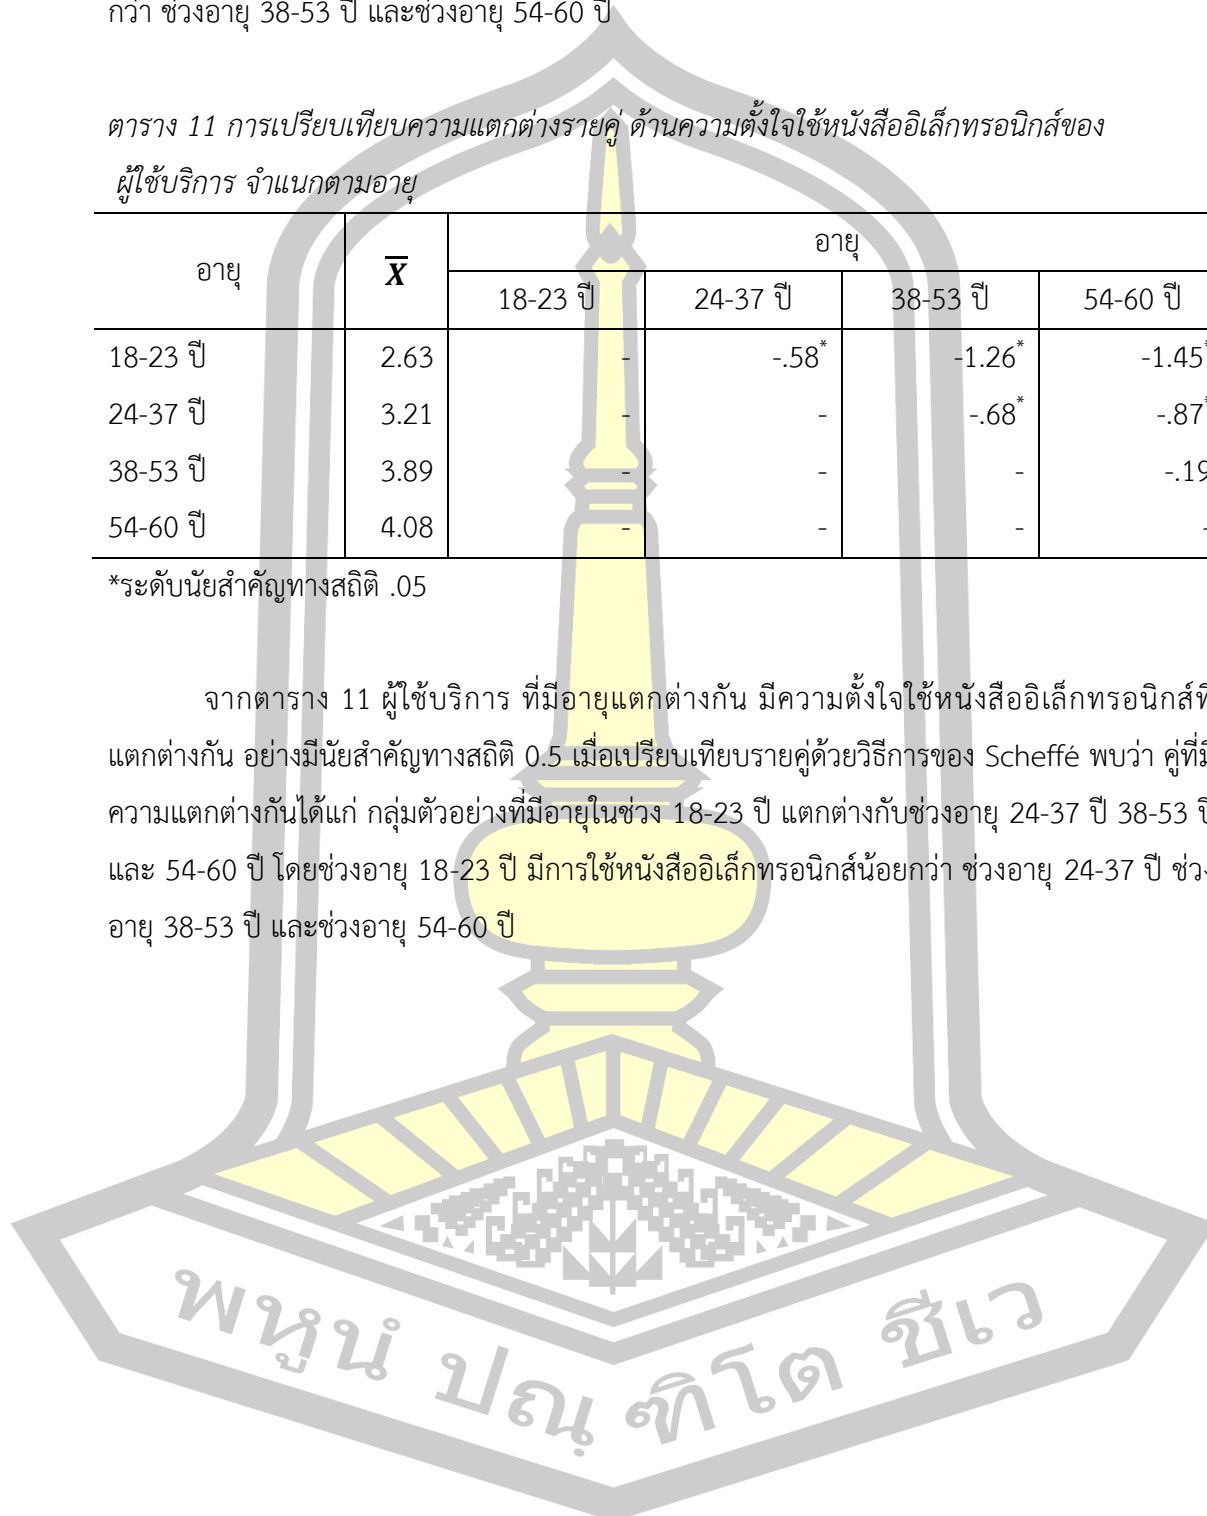 กว่า ช่วงอายุ 38-53 ปี และช่วงอายุ 54-60 ปี
ตาราง 11 การเปรียบเทียบความแตกต่างรายคู่ ด้านความตั้งใจใช้หนังสืออิเล็กทรอนิกส์ของ
ผู้ใช้บริการ จำแนกตามอายุ
อายุ X̄ อายุ
18-23 ปี 24-37 ปี 38-53 ปี 54-60 ปี
18-23 ปี 2.63 - -.58* -1.26* -1.45*
24-37 ปี 3.21 - - -.68* -.87*
38-53 ปี 3.89 - - - -.19
54-60 ปี 4.08 - - - -
*ระดับนัยสำคัญทางสถิติ .05
จากตาราง 11 ผู้ใช้บริการ ที่มีอายุแตกต่างกัน มีความตั้งใจใช้หนังสืออิเล็กทรอนิกส์ที่
แตกต่างกัน อย่างมีนัยสำคัญทางสถิติ 0.5 เมื่อเปรียบเทียบรายคู่ด้วยวิธีการของ Scheffé พบว่า คู่ที่มี
ความแตกต่างกันได้แก่ กลุ่มตัวอย่างที่มีอายุในช่วง 18-23 ปี แตกต่างกับช่วงอายุ 24-37 ปี 38-53 ปี
และ 54-60 ปี โดยช่วงอายุ 18-23 ปี มีการใช้หนังสืออิเล็กทรอนิกส์น้อยกว่า ช่วงอายุ 24-37 ปี ช่วง
อายุ 38-53 ปี และช่วงอายุ 54-60 ปี
พหูนํ ปณฺฑิโต ชีเว